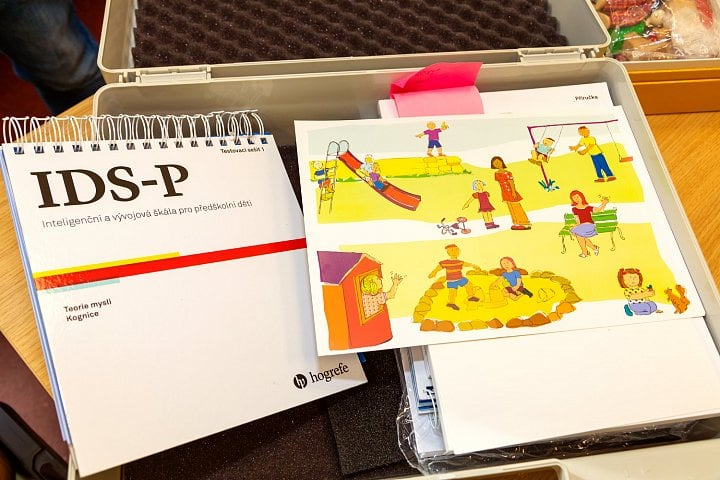 Testovací sešit 1
IDS-P
Inteligenční a vývojová škála pro předškolní děti
Teorie mysli
Kognice
hogrefe
Příručka